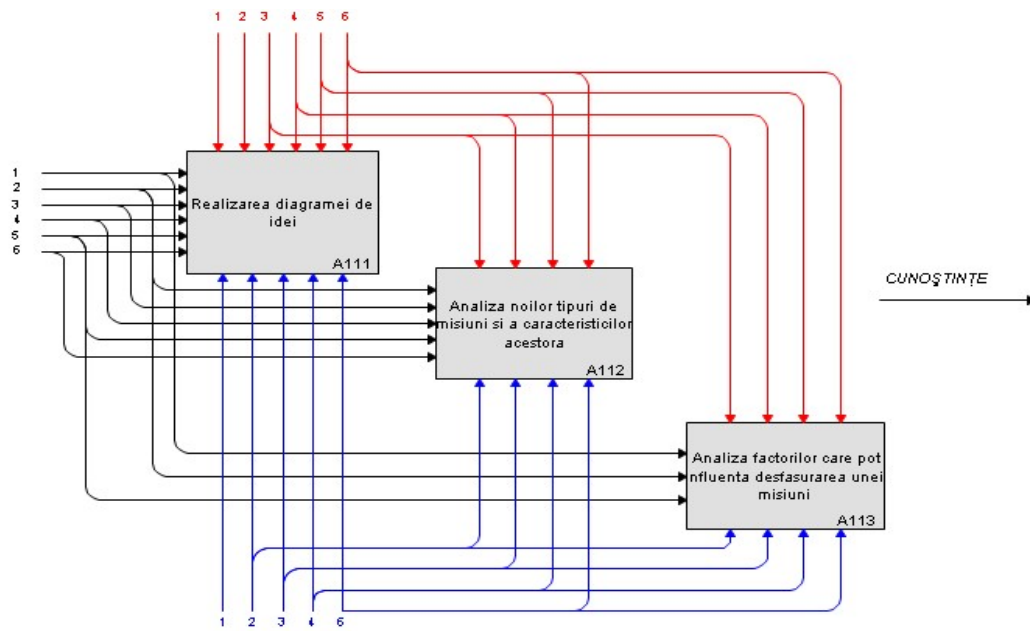 1 2 3 4 5 6
1
2
3
4
5
6
Realizarea diagramei de
idei
A111
Analiza noilor tipuri de
misiuni si a caracteristicilor
acestora
A112
CUNOŞTINȚE
Analiza factorilor care pot
nfluenta desfasurarea unei
misiuni
A113
1 2 3 4 6